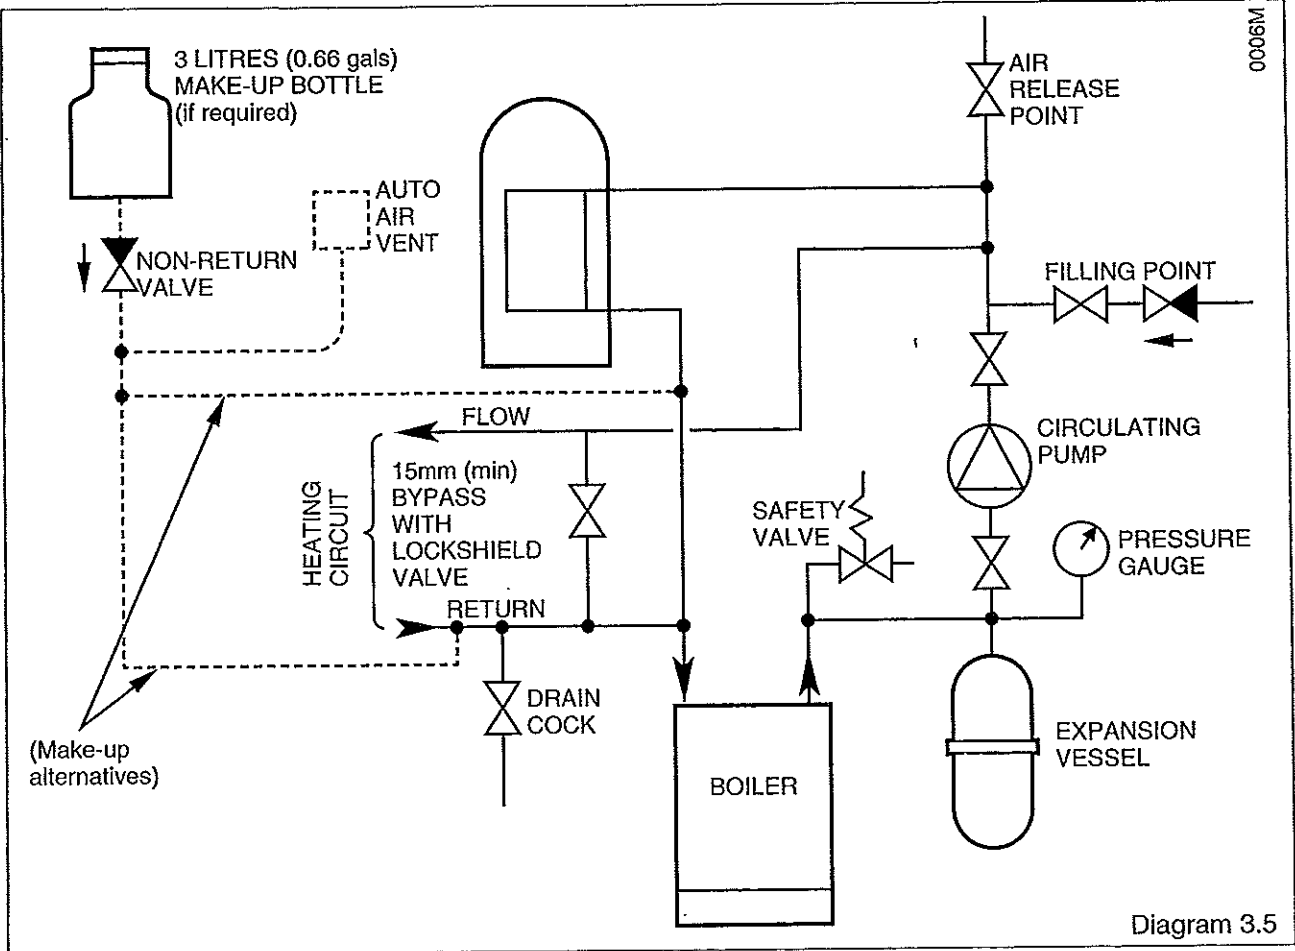 0006M
3 LITRES (0.66 gals)
MAKE-UP BOTTLE
(if required)
AIR
RELEASE
POINT
AUTO
AIR
VENT
NON-RETURN
VALVE
FILLING POINT
FLOW
CIRCULATING
PUMP
HEATING
CIRCUIT
15mm (min)
BYPASS
WITH
LOCKSHIELD
VALVE
SAFETY
VALVE
PRESSURE
GAUGE
RETURN
DRAIN
COCK
(Make-up
alternatives)
BOILER
EXPANSION
VESSEL
Diagram 3.5